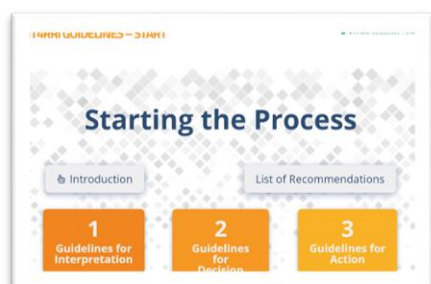 GUIDELINES – START
Starting the Process
Introduction
List of Recommendations
1
Guidelines for
Interpretation
2
Guidelines
for
Decision
3
Guidelines for
Action